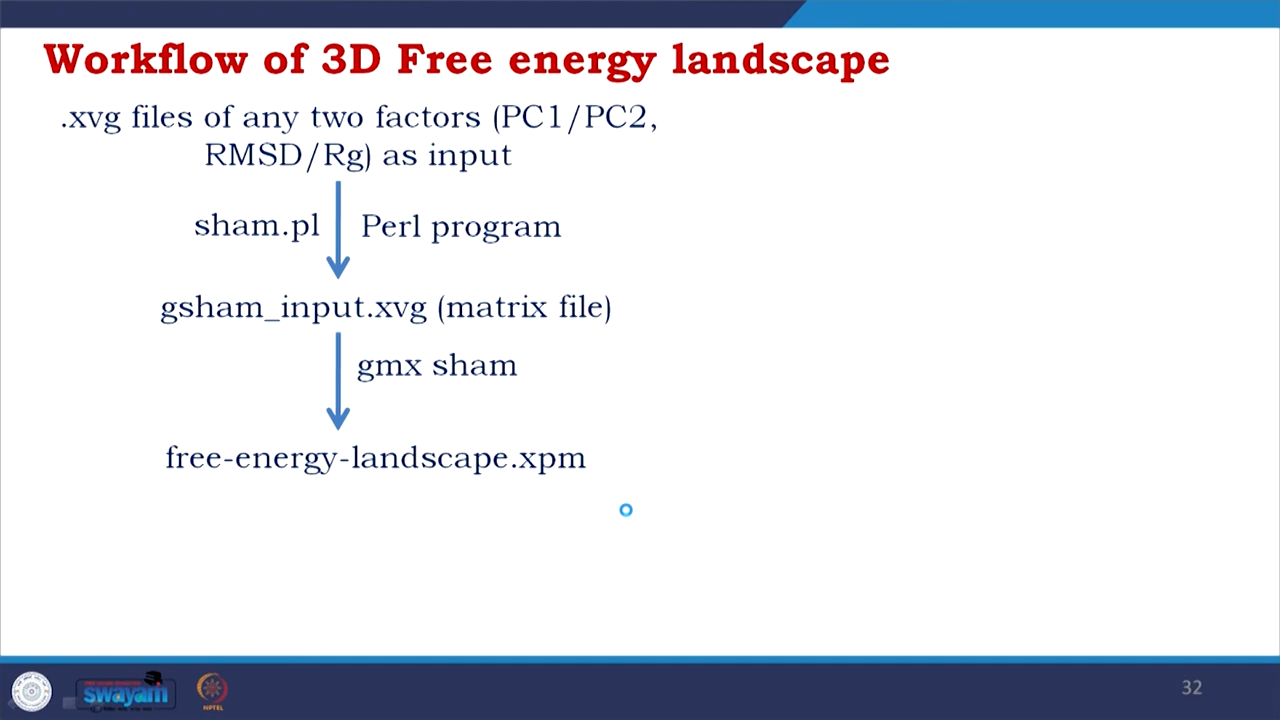 Workflow of 3D Free energy landscape
.xvg files of any two factors (PC1/PC2,
RMSD/Rg) as input
sham.pl Perl program
gsham_input.xvg (matrix file)
gmx sham
free-energy-landscape.xpm
swayam
NPTEL
32